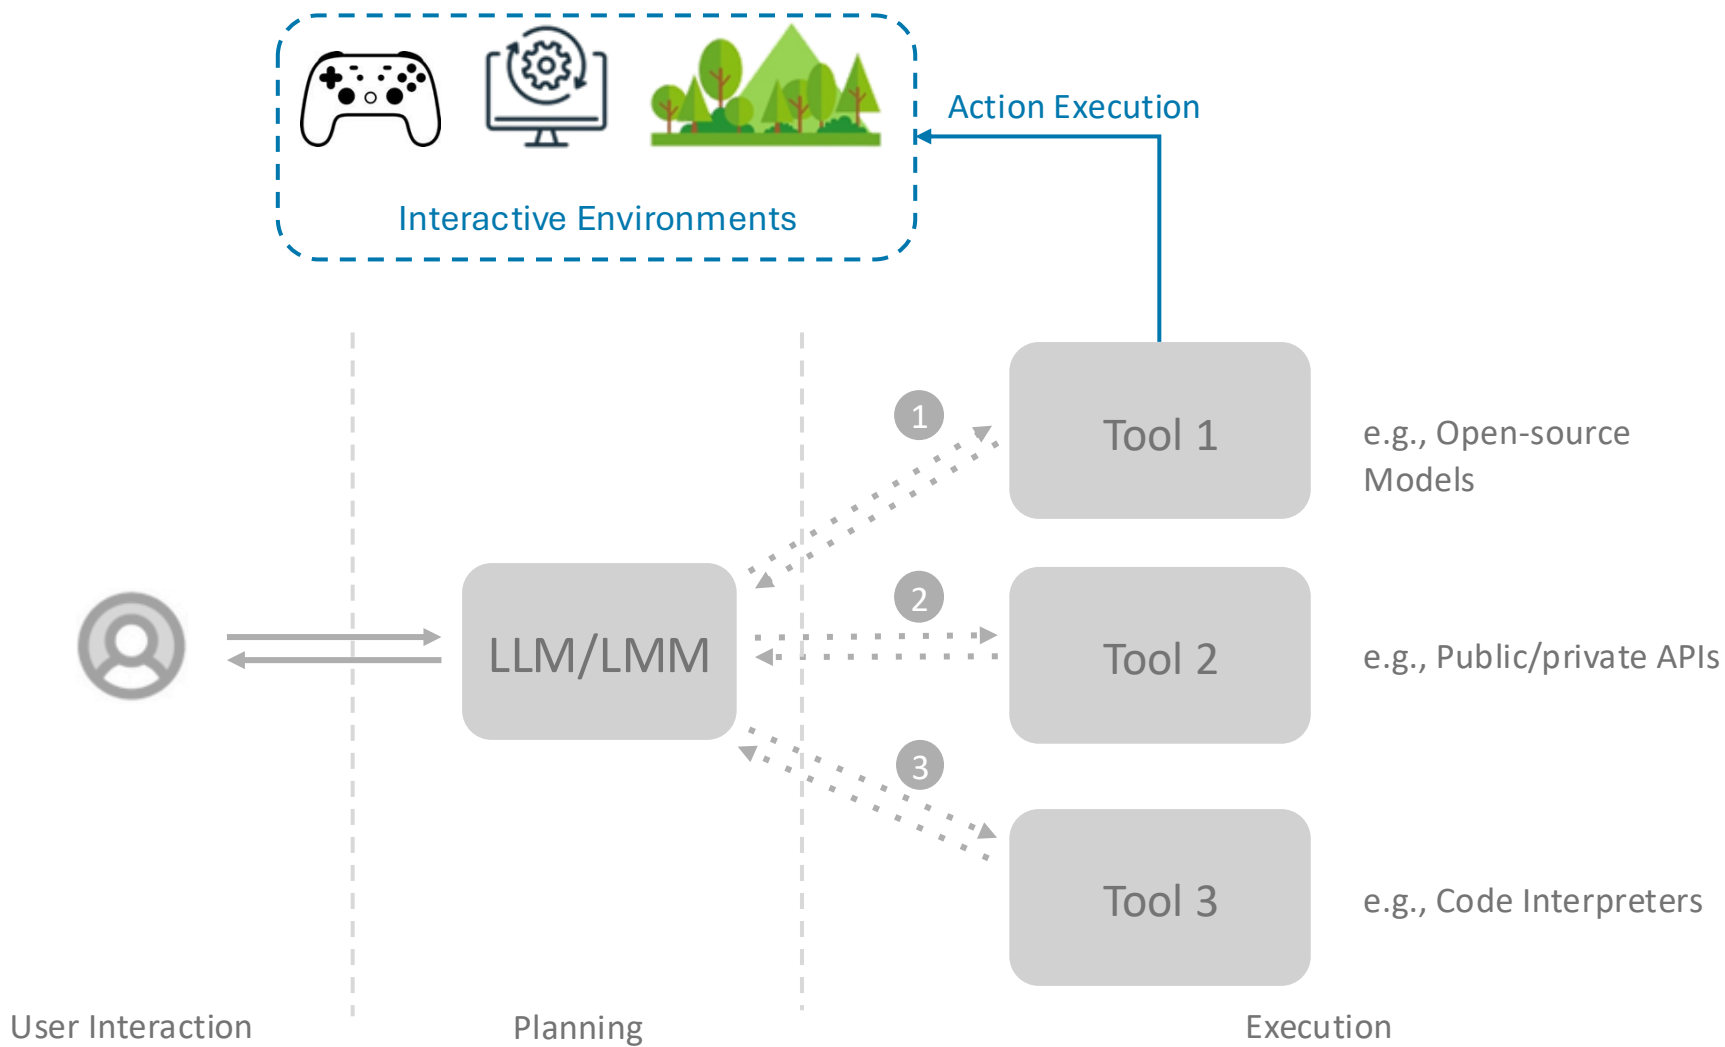 Action Execution
Interactive Environments
1
Tool 1
e.g., Open-source
Models
2
LLM/LMM
Tool 2
e.g., Public/private APIs
3
Tool 3
e.g., Code Interpreters
User Interaction
Planning
Execution